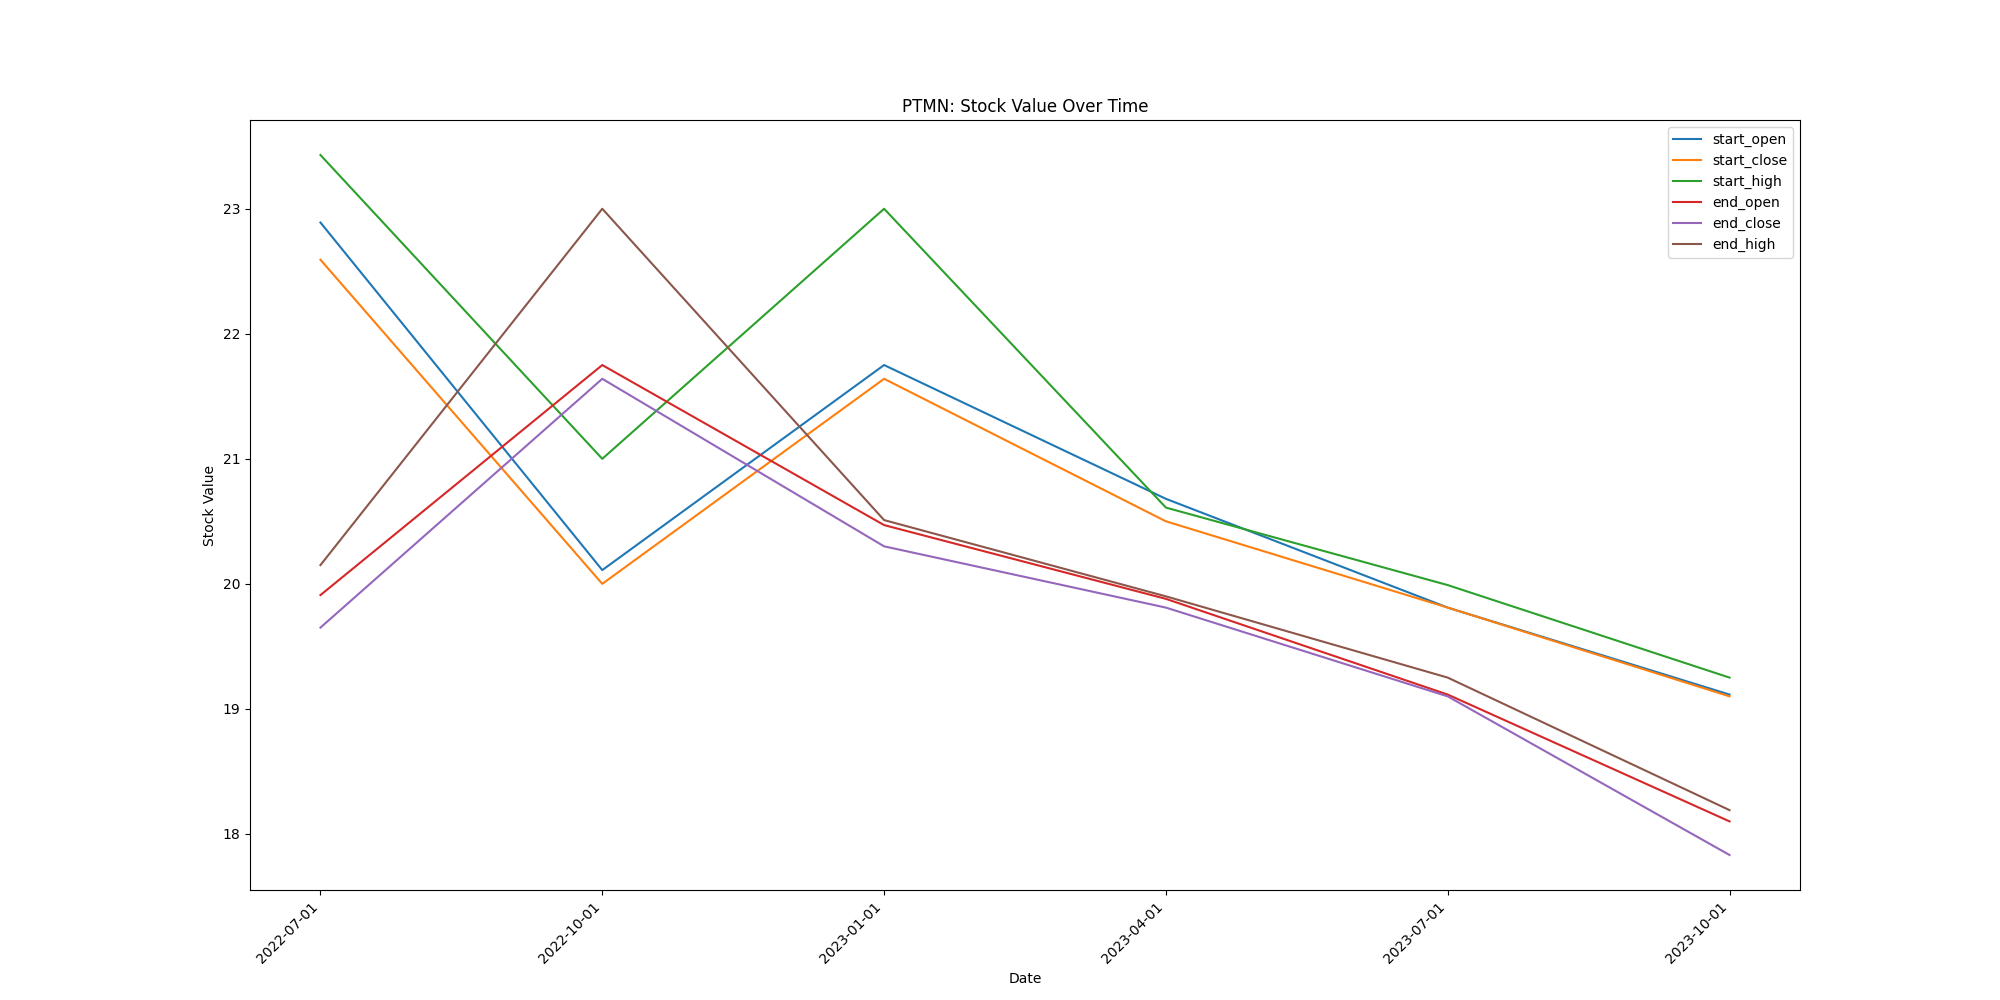 PTMN: Stock Value Over Time
start_open
start_close
start_high
end_open
end_close
end_high
Stock Value
23
22
21
20
19
18
2022-07-01
2022-10-01
2023-01-01
2023-04-01
2023-07-01
2023-10-01
Date